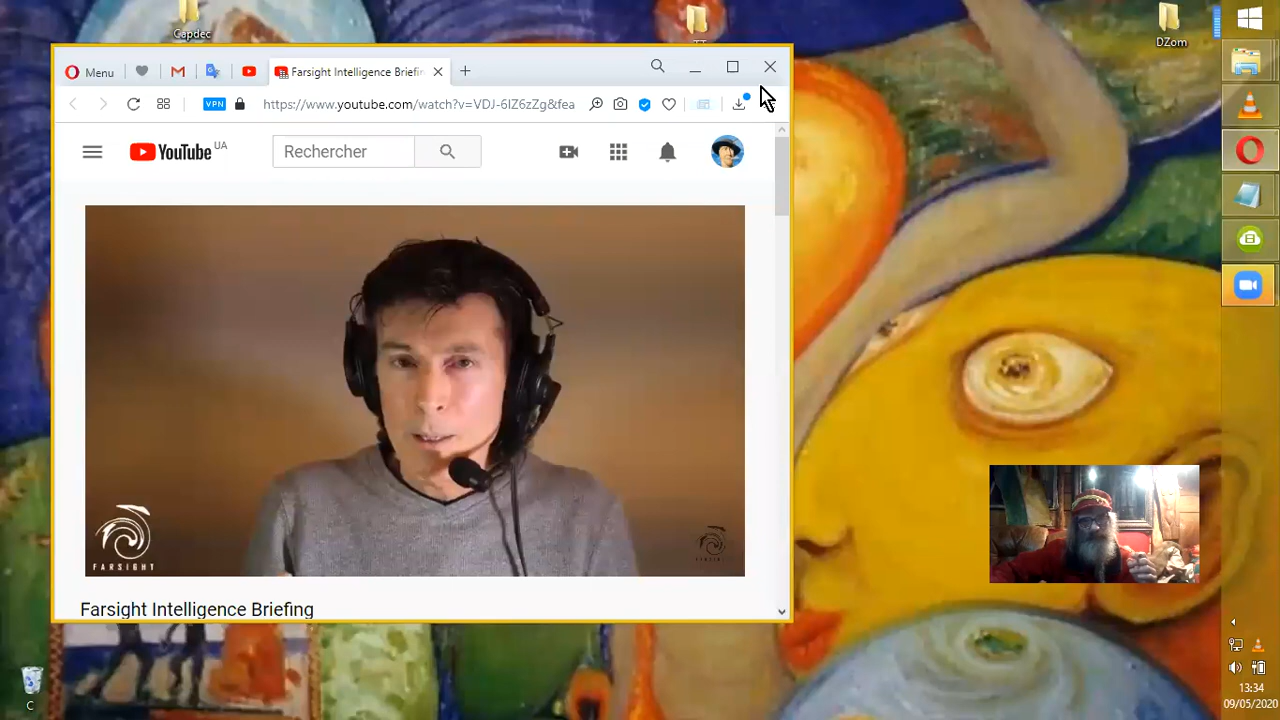 Capdec
DZom
Menu
Farsight Intelligence Briefin
VPN
https://www.youtube.com/watch?v=VDJ-6IZ6zZg&fea
YouTube UA
Rechercher
FARSIGHT
Farsight Intelligence Briefing
C
13:34
09/05/2020